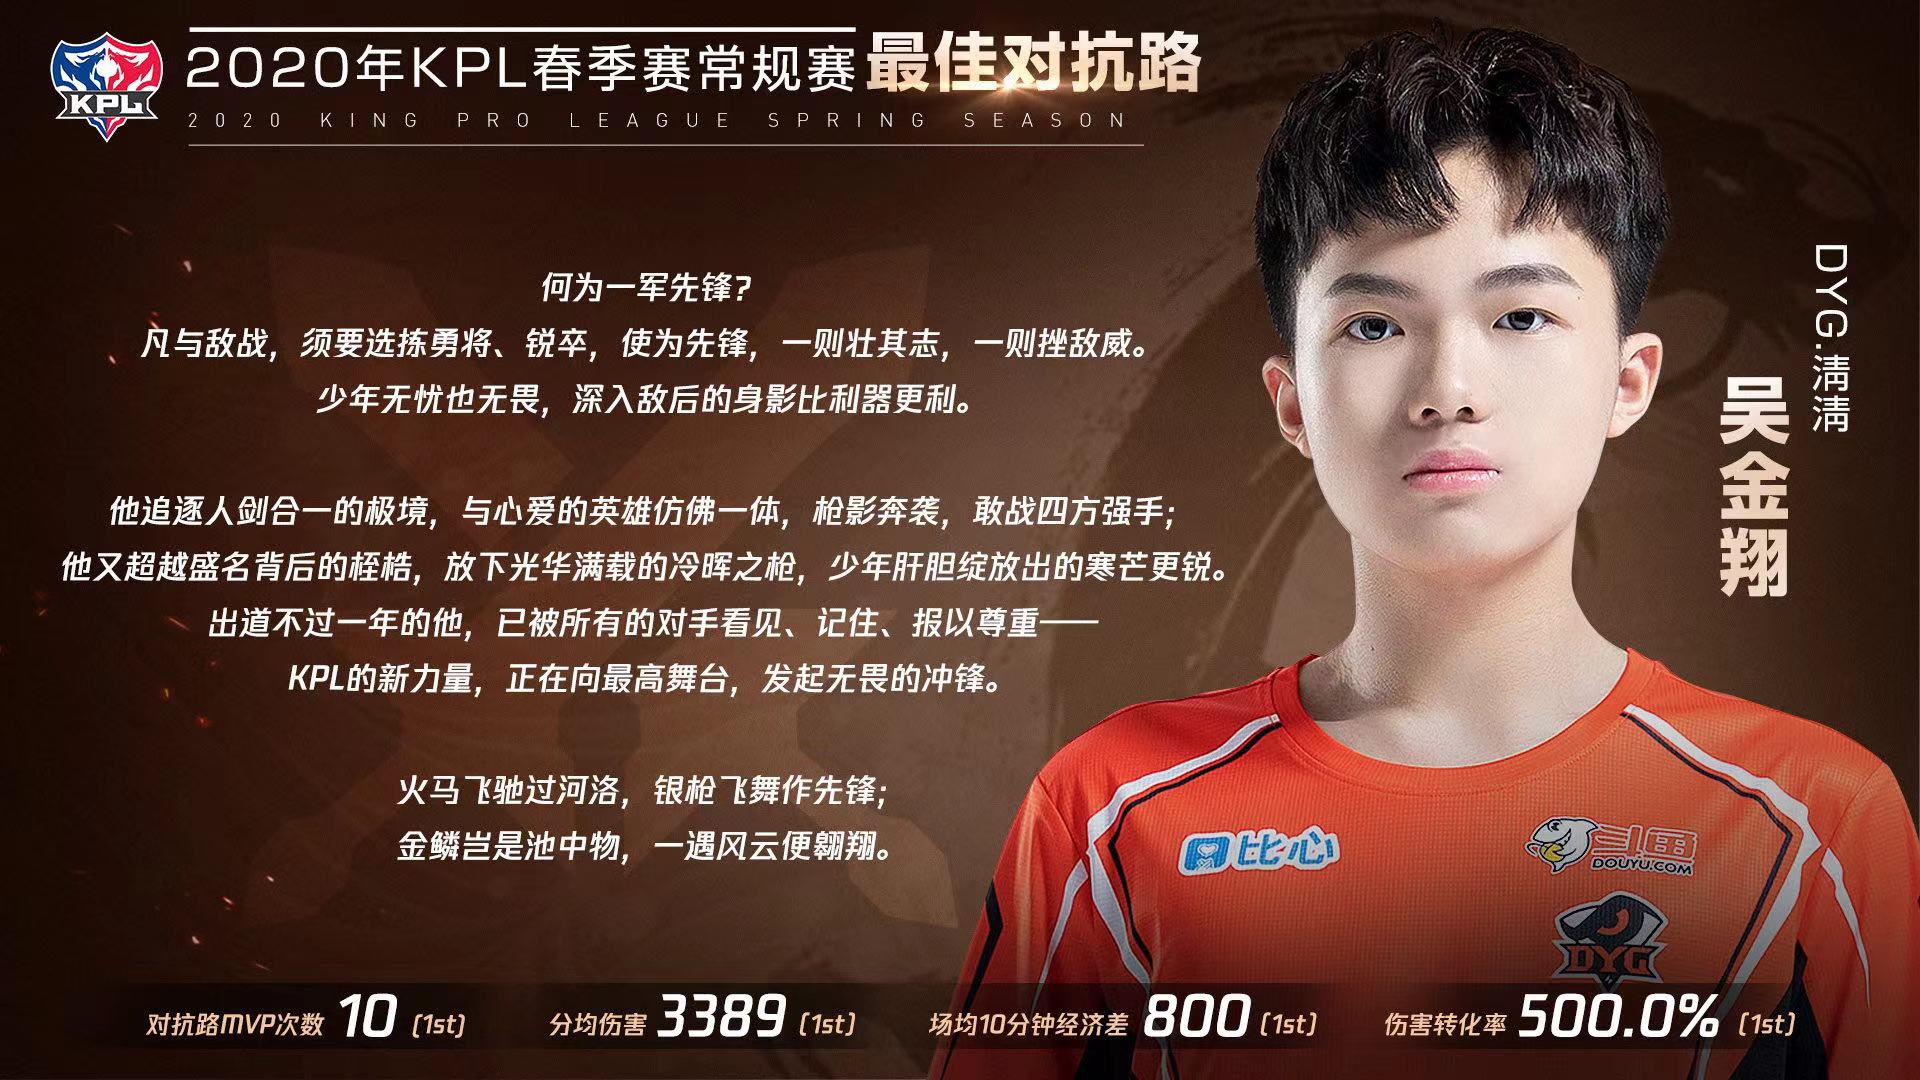 KPL
2020年KPL春季赛常规赛 最佳对抗路
2020 KING PRO LEAGUE SPRING SEASON
何为一军先锋?
凡与敌战，须要选拣勇将、锐卒，使为先锋，一则壮其志，一则挫敌威。
少年无忧也无畏，深入敌后的身影比利器更利。
他追逐人剑合一的极境，与心爱的英雄仿佛一体，枪影奔袭，敢战四方强手；
他又超越盛名背后的桎梏，放下光华满载的冷晖之枪，少年肝胆绽放出的寒芒更锐。
出道不过一年的他，已被所有的对手看见、记住、报以尊重——
KPL的新力量，正在向最高舞台，发起无畏的冲锋。
火马飞驰过河洛，银枪飞舞作先锋；
金鳞岂是池中物，一遇风云便翱翔。
DYG.清清
吴金翔
比心
斗鱼
DOUYU.COM
DYG
对抗路MVP次数 10 (1st)
分均伤害 3389 (1st)
场均10分钟经济差 800 (1st)
伤害转化率 500.0% (1st)